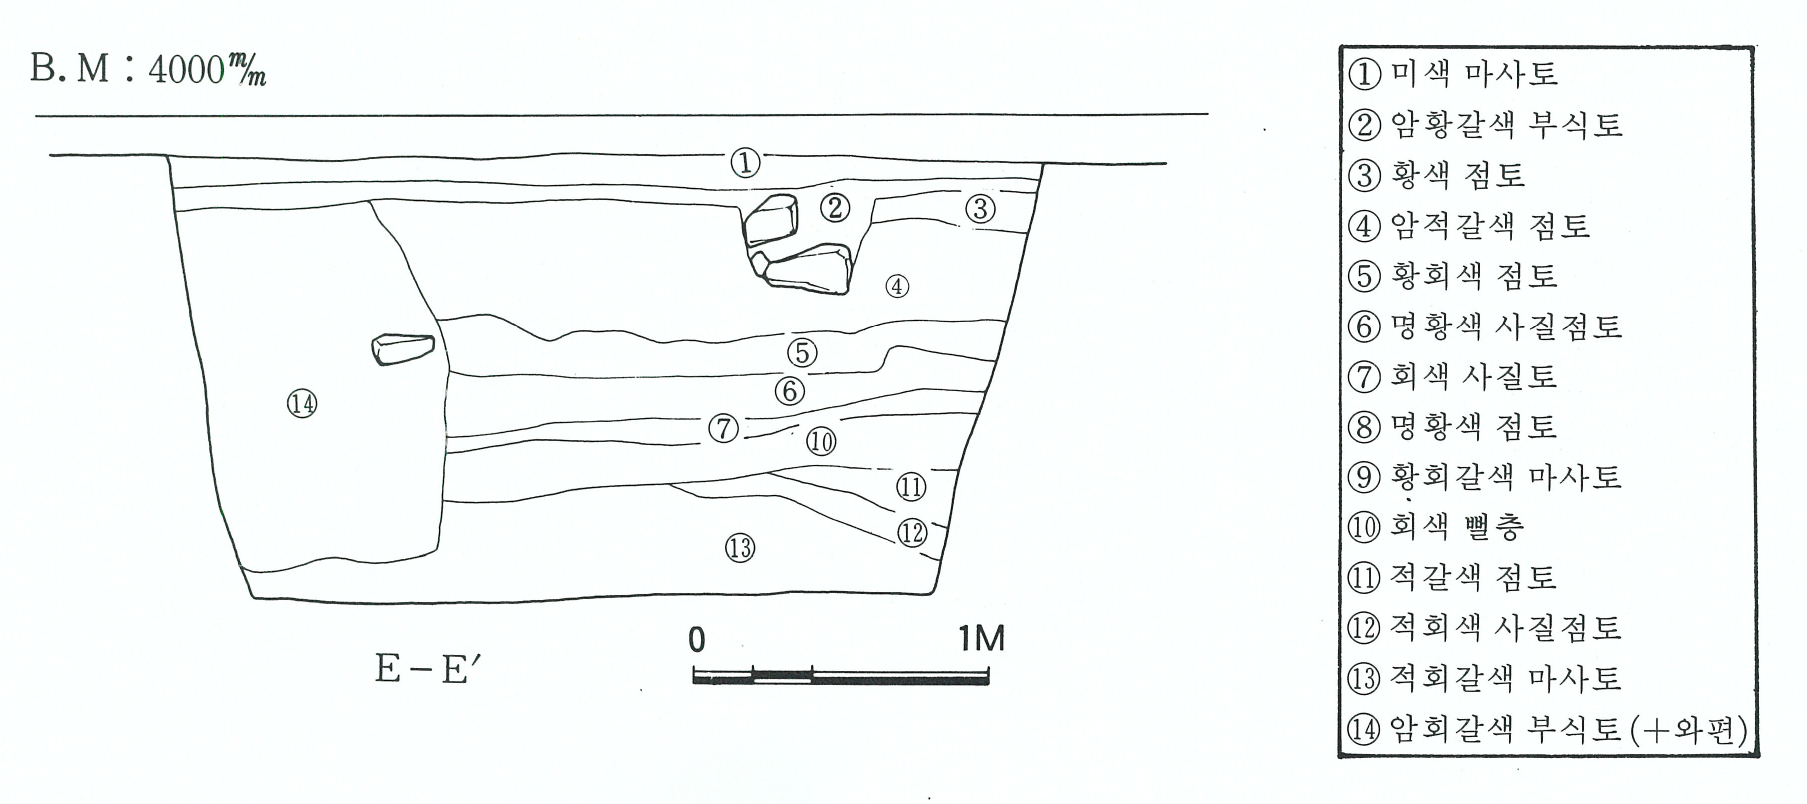 B.M : 4000㎜
①
②
③
④
⑤
⑥
⑦
⑩
⑪
⑫
⑬
⑭
E-E′
0 1M
① 미색 마사토
② 암황갈색 부식토
③ 황색 점토
④ 암적갈색 점토
⑤ 황회색 점토
⑥ 명황색 사질점토
⑦ 회색 사질토
⑧ 명황색 점토
⑨ 황회갈색 마사토
⑩ 회색 뻘층
⑪ 적갈색 점토
⑫ 적회색 사질점토
⑬ 적회갈색 마사토
⑭ 암회갈색 부식토(+와편)